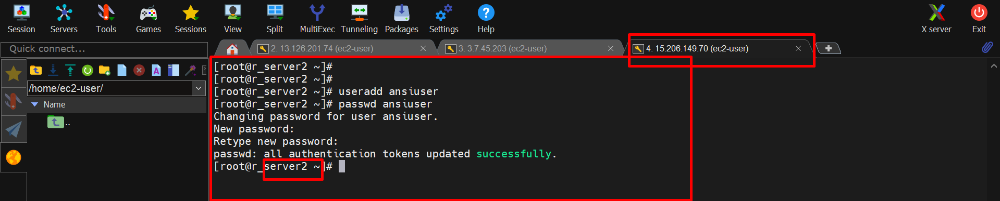 Session Servers Tools Games Sessions View Split MultiExec Tunneling Packages Settings Help X server Exit
Quick connect...
2. 13.126.201.74 (ec2-user)
3. 3.7.45.203 (ec2-user)
4. 15.206.149.70 (ec2-user)
/home/ec2-user/
Name
..
[root@r_server2 ~]#
[root@r_server2 ~]#
[root@r_server2 ~]# useradd ansiuser
[root@r_server2 ~]# passwd ansiuser
Changing password for user ansiuser.
New password:
Retype new password:
passwd: all authentication tokens updated successfully.
[root@r_server2 ~]#